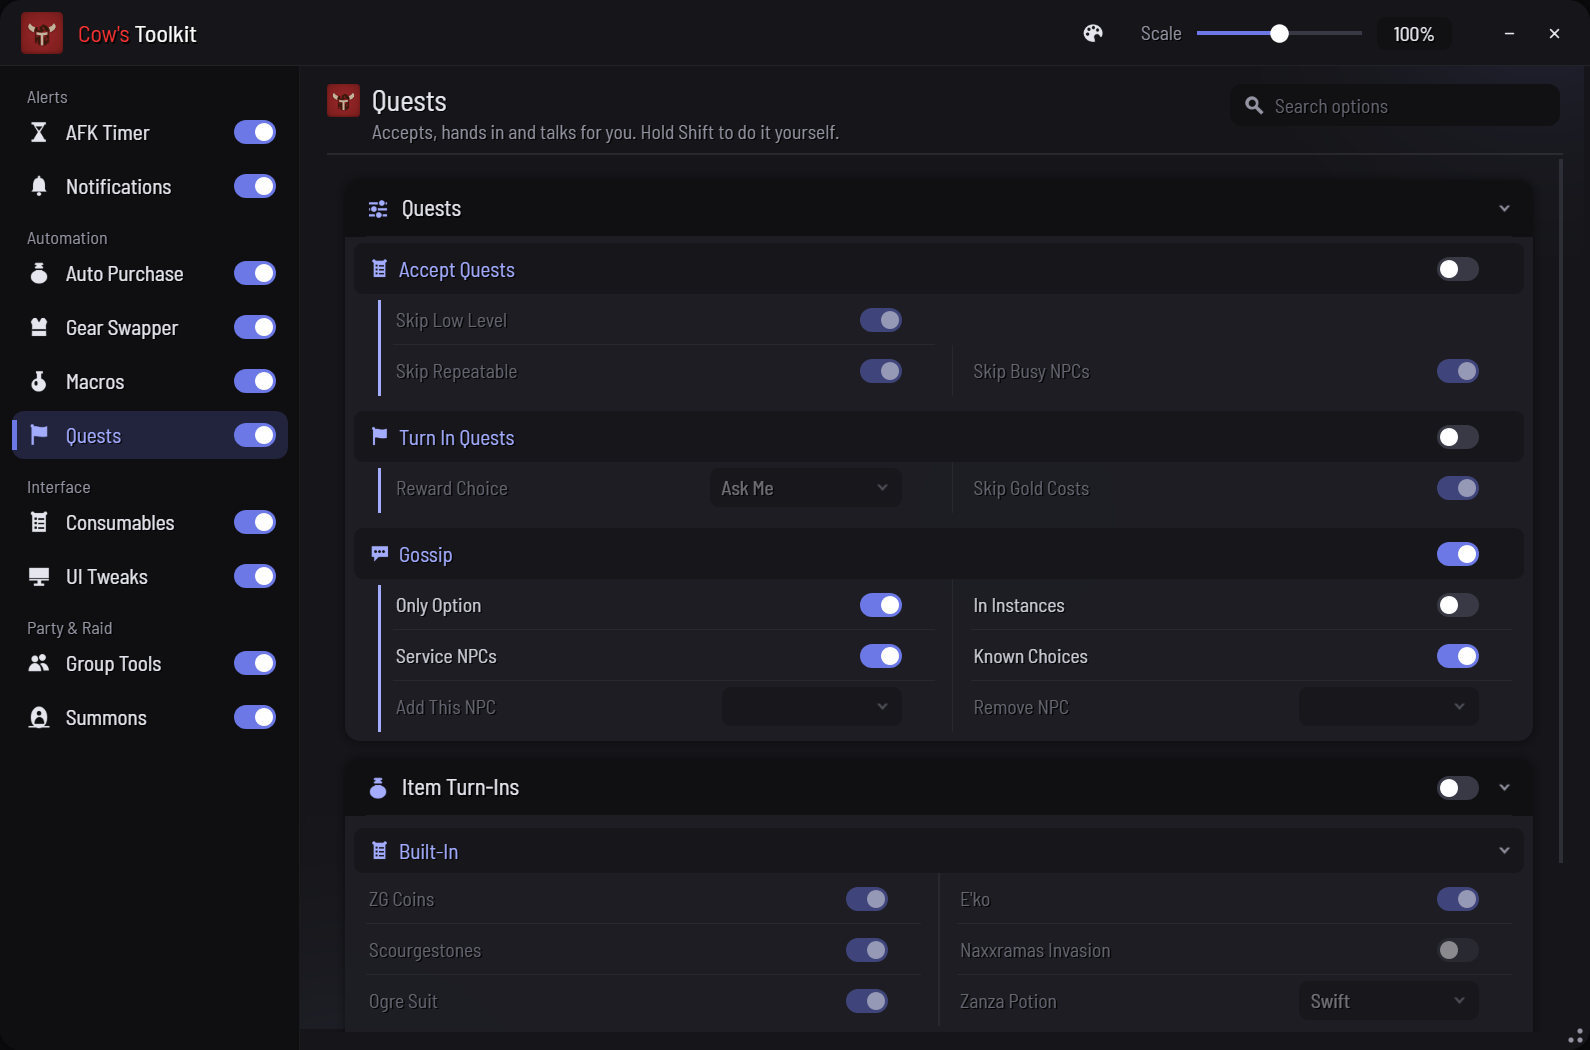 Cow's Toolkit
Scale
100%
Alerts
AFK Timer
Notifications
Automation
Auto Purchase
Gear Swapper
Macros
Quests
Interface
Consumables
UI Tweaks
Party & Raid
Group Tools
Summons
Quests
Accepts, hands in and talks for you. Hold Shift to do it yourself.
Search options
Quests
Accept Quests
Skip Low Level
Skip Repeatable
Skip Busy NPCs
Turn In Quests
Reward Choice
Ask Me
Skip Gold Costs
Gossip
Only Option
In Instances
Service NPCs
Known Choices
Add This NPC
Remove NPC
Item Turn-Ins
Built-In
ZG Coins
E'ko
Scourgestones
Naxxramas Invasion
Ogre Suit
Zanza Potion
Swift